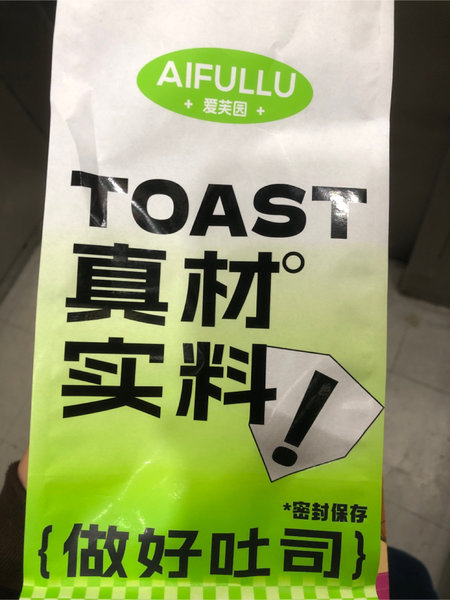 AIFULLU
+ 爱芙园 +
TOAST
真材°
实料!
*密封保存
{做好吐司}